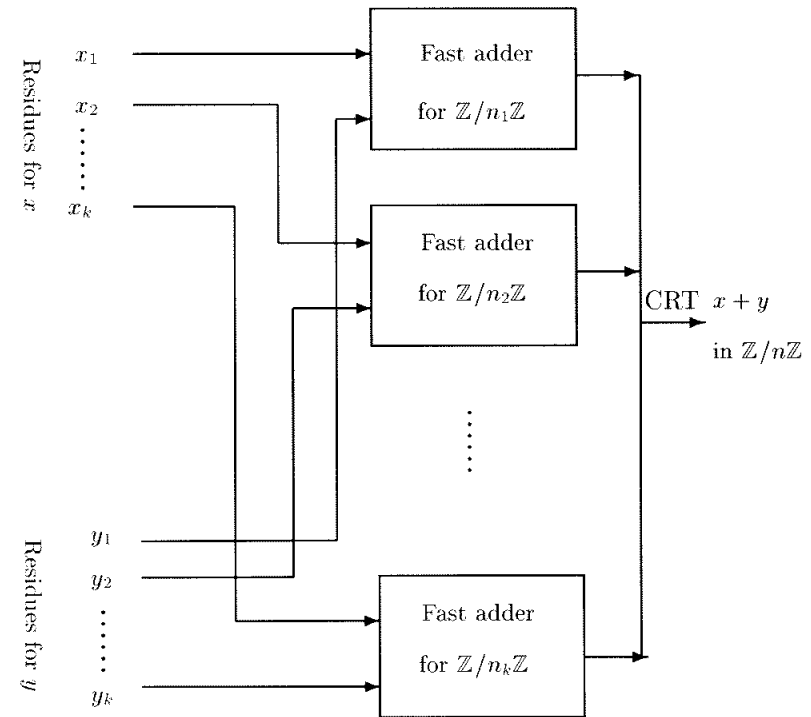 Residues for x
x₁
x₂
xₖ
Fast adder
for ℤ/n₁ℤ
Fast adder
for ℤ/n₂ℤ
CRT x + y
in ℤ/nℤ
Residues for y
y₁
y₂
yₖ
Fast adder
for ℤ/nₖℤ